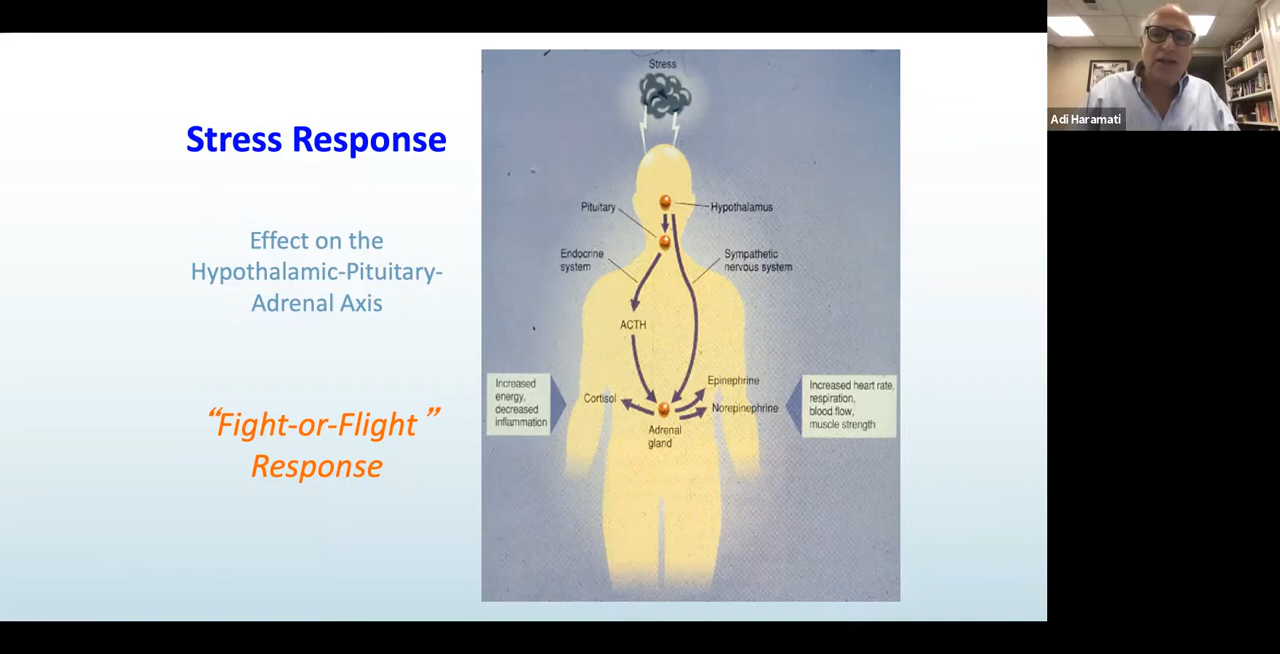 Stress Response
Effect on the
Hypothalamic-Pituitary-
Adrenal Axis
“Fight-or-Flight”
Response
Stress
Pituitary
Hypothalamus
Endocrine
system
Sympathetic
nervous system
ACTH
Increased
energy,
decreased
inflammation
Cortisol
Epinephrine
Norepinephrine
Adrenal
gland
Increased heart rate,
respiration,
blood flow,
muscle strength
Adi Haramati